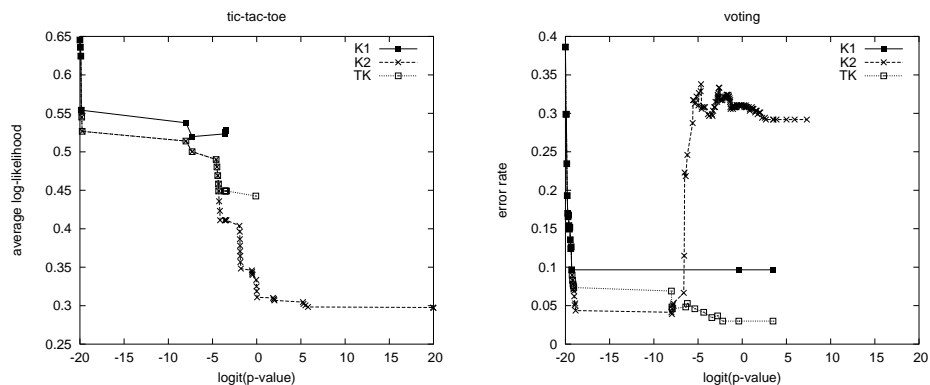 tic-tac-toe
0.65
0.6
0.55
0.5
0.45
0.4
0.35
0.3
0.25
average log-likelihood
K1
K2
TK
-20 -15 -10 -5 0 5 10 15 20
logit(p-value)
voting
0.4
0.35
0.3
0.25
0.2
0.15
0.1
0.05
0
error rate
K1
K2
TK
-20 -15 -10 -5 0 5 10 15 20
logit(p-value)